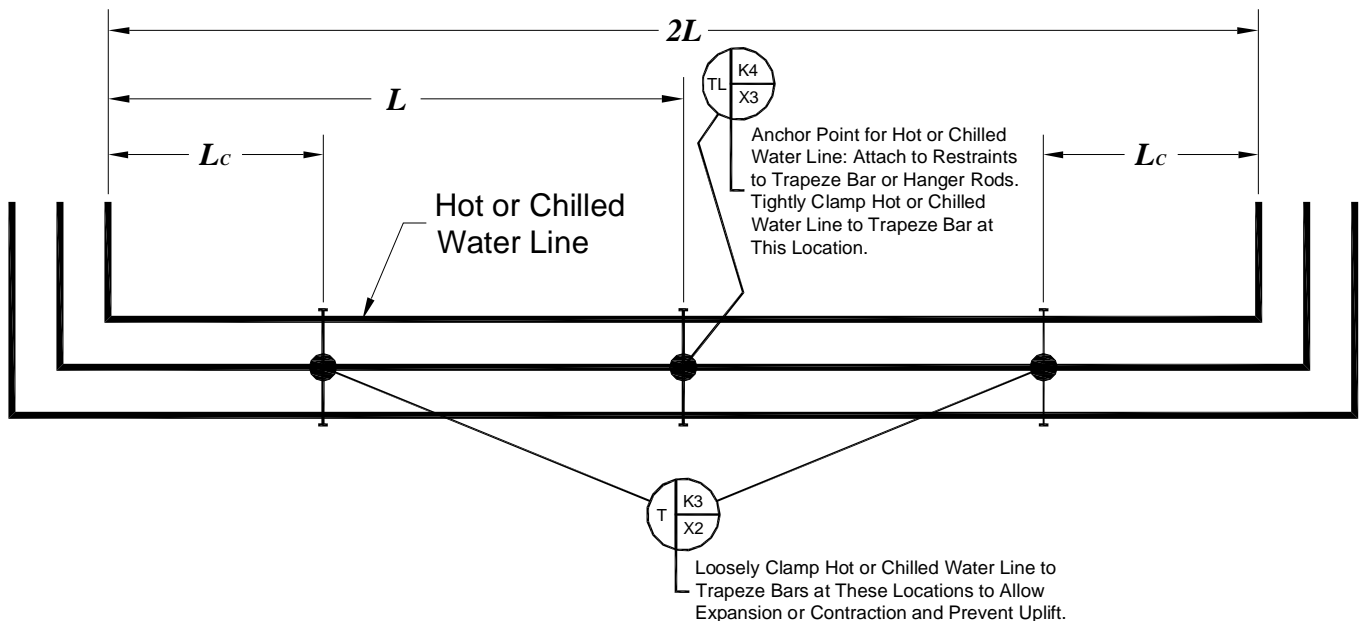 2L
L
TL
K4
X3
LC
LC
Anchor Point for Hot or Chilled
Water Line: Attach to Restraints
to Trapeze Bar or Hanger Rods.
Tightly Clamp Hot or Chilled
Water Line to Trapeze Bar at
This Location.
Hot or Chilled
Water Line
T
K3
X2
Loosely Clamp Hot or Chilled Water Line to
Trapeze Bars at These Locations to Allow
Expansion or Contraction and Prevent Uplift.